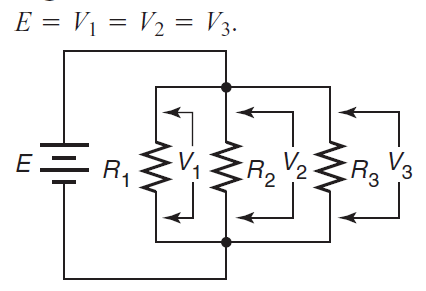 E = V₁ = V₂ = V₃.
E R₁ V₁ R₂ V₂ R₃ V₃